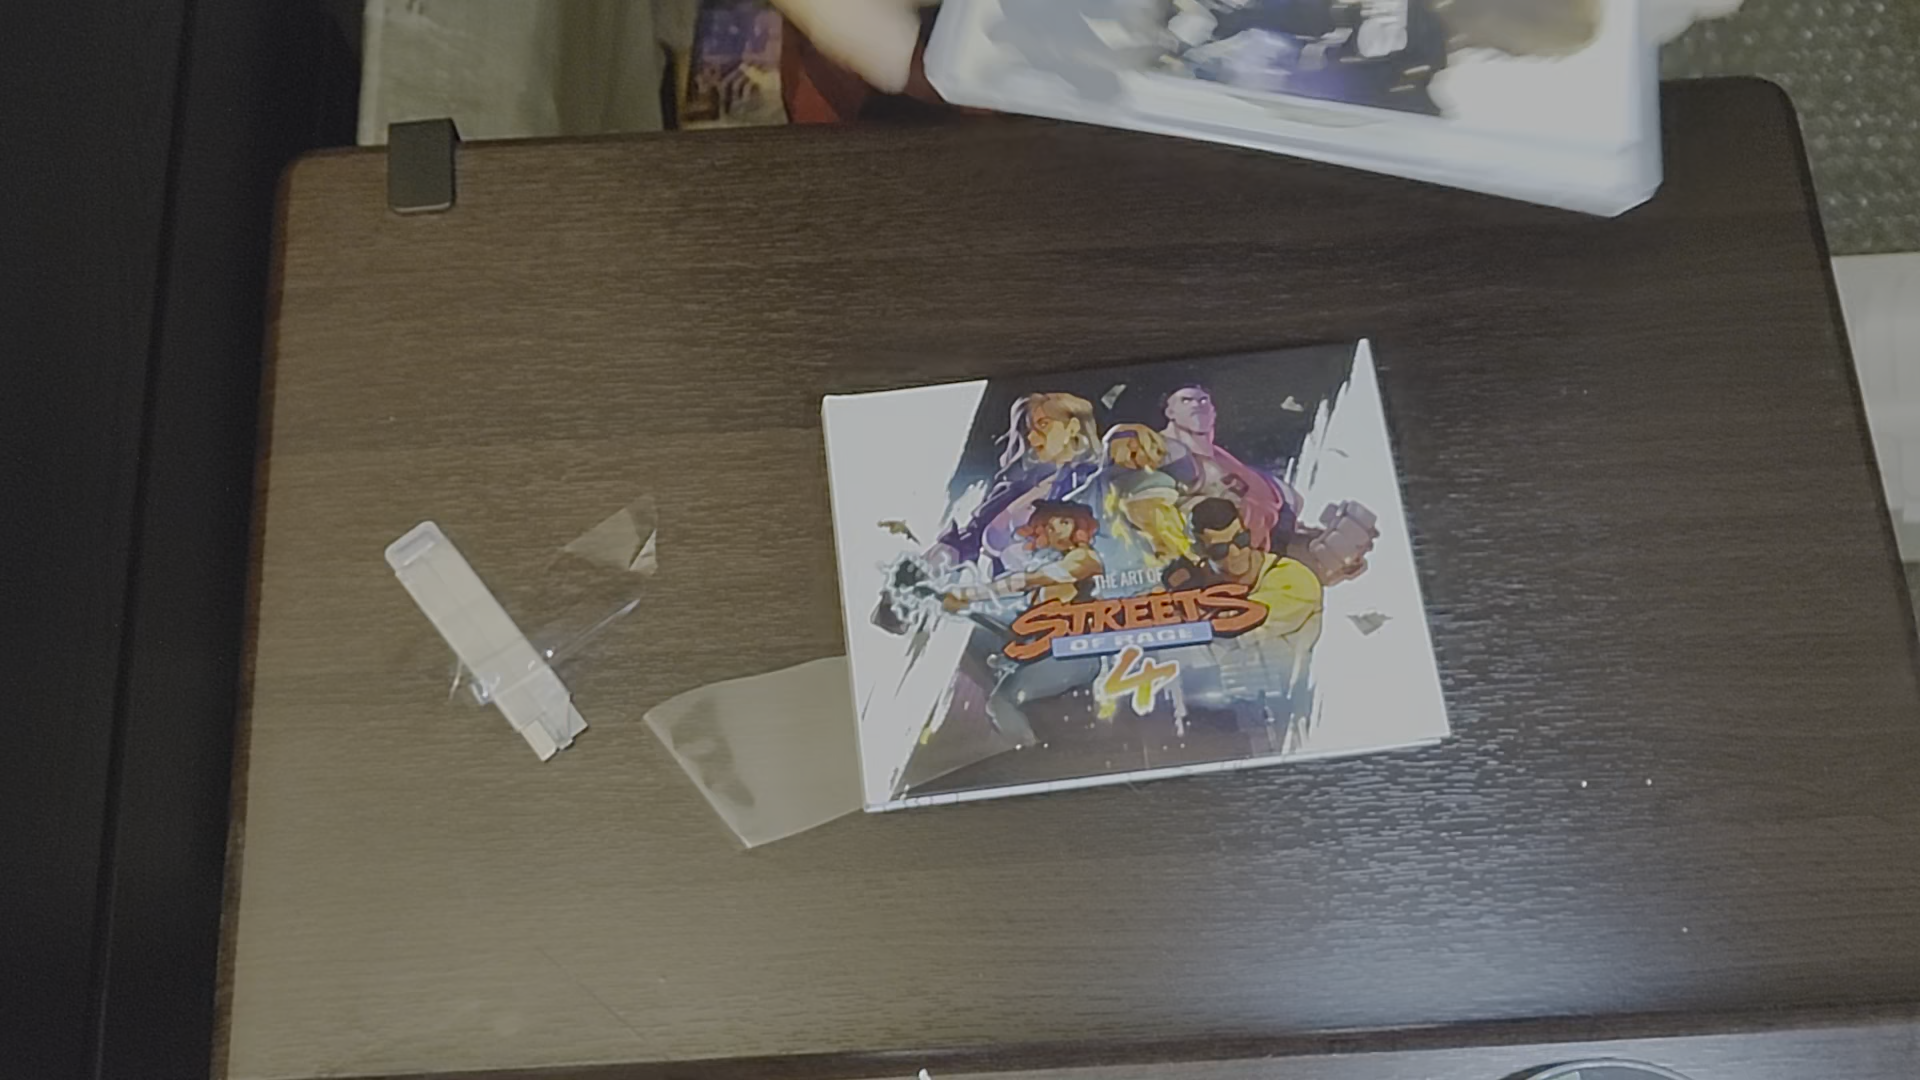 THE ART OF
STREETS
OF RAGE
4